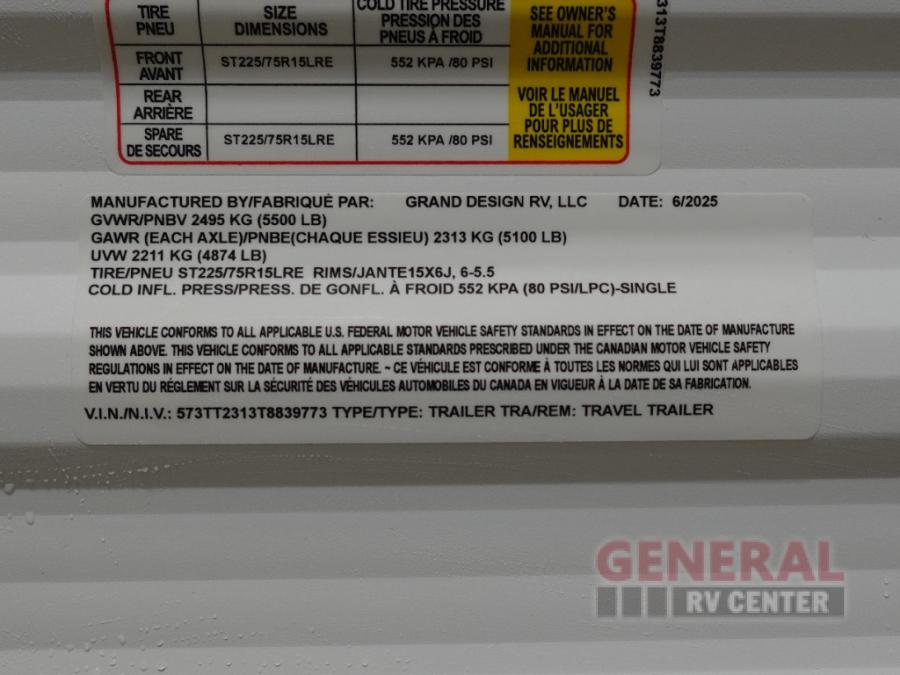 TIRE SIZE COLD TIRE PRESSURE SEE OWNER'S
PNEU DIMENSIONS PRESSION DES MANUAL FOR
PNEUS À FROID ADDITIONAL
INFORMATION
FRONT ST225/75R15LRE 552 KPA /80 PSI
AVANT
REAR VOIR LE MANUEL
ARRIÈRE DE L'USAGER
POUR PLUS DE
RENSEIGNEMENTS
SPARE ST225/75R15LRE 552 KPA /80 PSI
DE SECOURS
313T8839773
MANUFACTURED BY/FABRIQUÉ PAR: GRAND DESIGN RV, LLC DATE: 6/2025
GVWR/PNBV 2495 KG (5500 LB)
GAWR (EACH AXLE)/PNBE(CHAQUE ESSIEU) 2313 KG (5100 LB)
UVW 2211 KG (4874 LB)
TIRE/PNEU ST225/75R15LRE RIMS/JANTE15X6J, 6-5.5
COLD INFL. PRESS/PRESS. DE GONFL. À FROID 552 KPA (80 PSI/LPC)-SINGLE
THIS VEHICLE CONFORMS TO ALL APPLICABLE U.S. FEDERAL MOTOR VEHICLE SAFETY STANDARDS IN EFFECT ON THE DATE OF MANUFACTURE
SHOWN ABOVE. THIS VEHICLE CONFORMS TO ALL APPLICABLE STANDARDS PRESCRIBED UNDER THE CANADIAN MOTOR VEHICLE SAFETY
REGULATIONS IN EFFECT ON THE DATE OF MANUFACTURE. ~ CE VÉHICULE EST CONFORME À TOUTES LES NORMES QUI LUI SONT APPLICABLES
EN VERTU DU RÉGLEMENT SUR LA SÉCURITÉ DES VÉHICULES AUTOMOBILES DU CANADA EN VIGUEUR À LA DATE DE SA FABRICATION.
V.I.N./N.I.V.: 573TT2313T8839773 TYPE/TYPE: TRAILER TRA/REM: TRAVEL TRAILER
GENERAL
RV CENTER